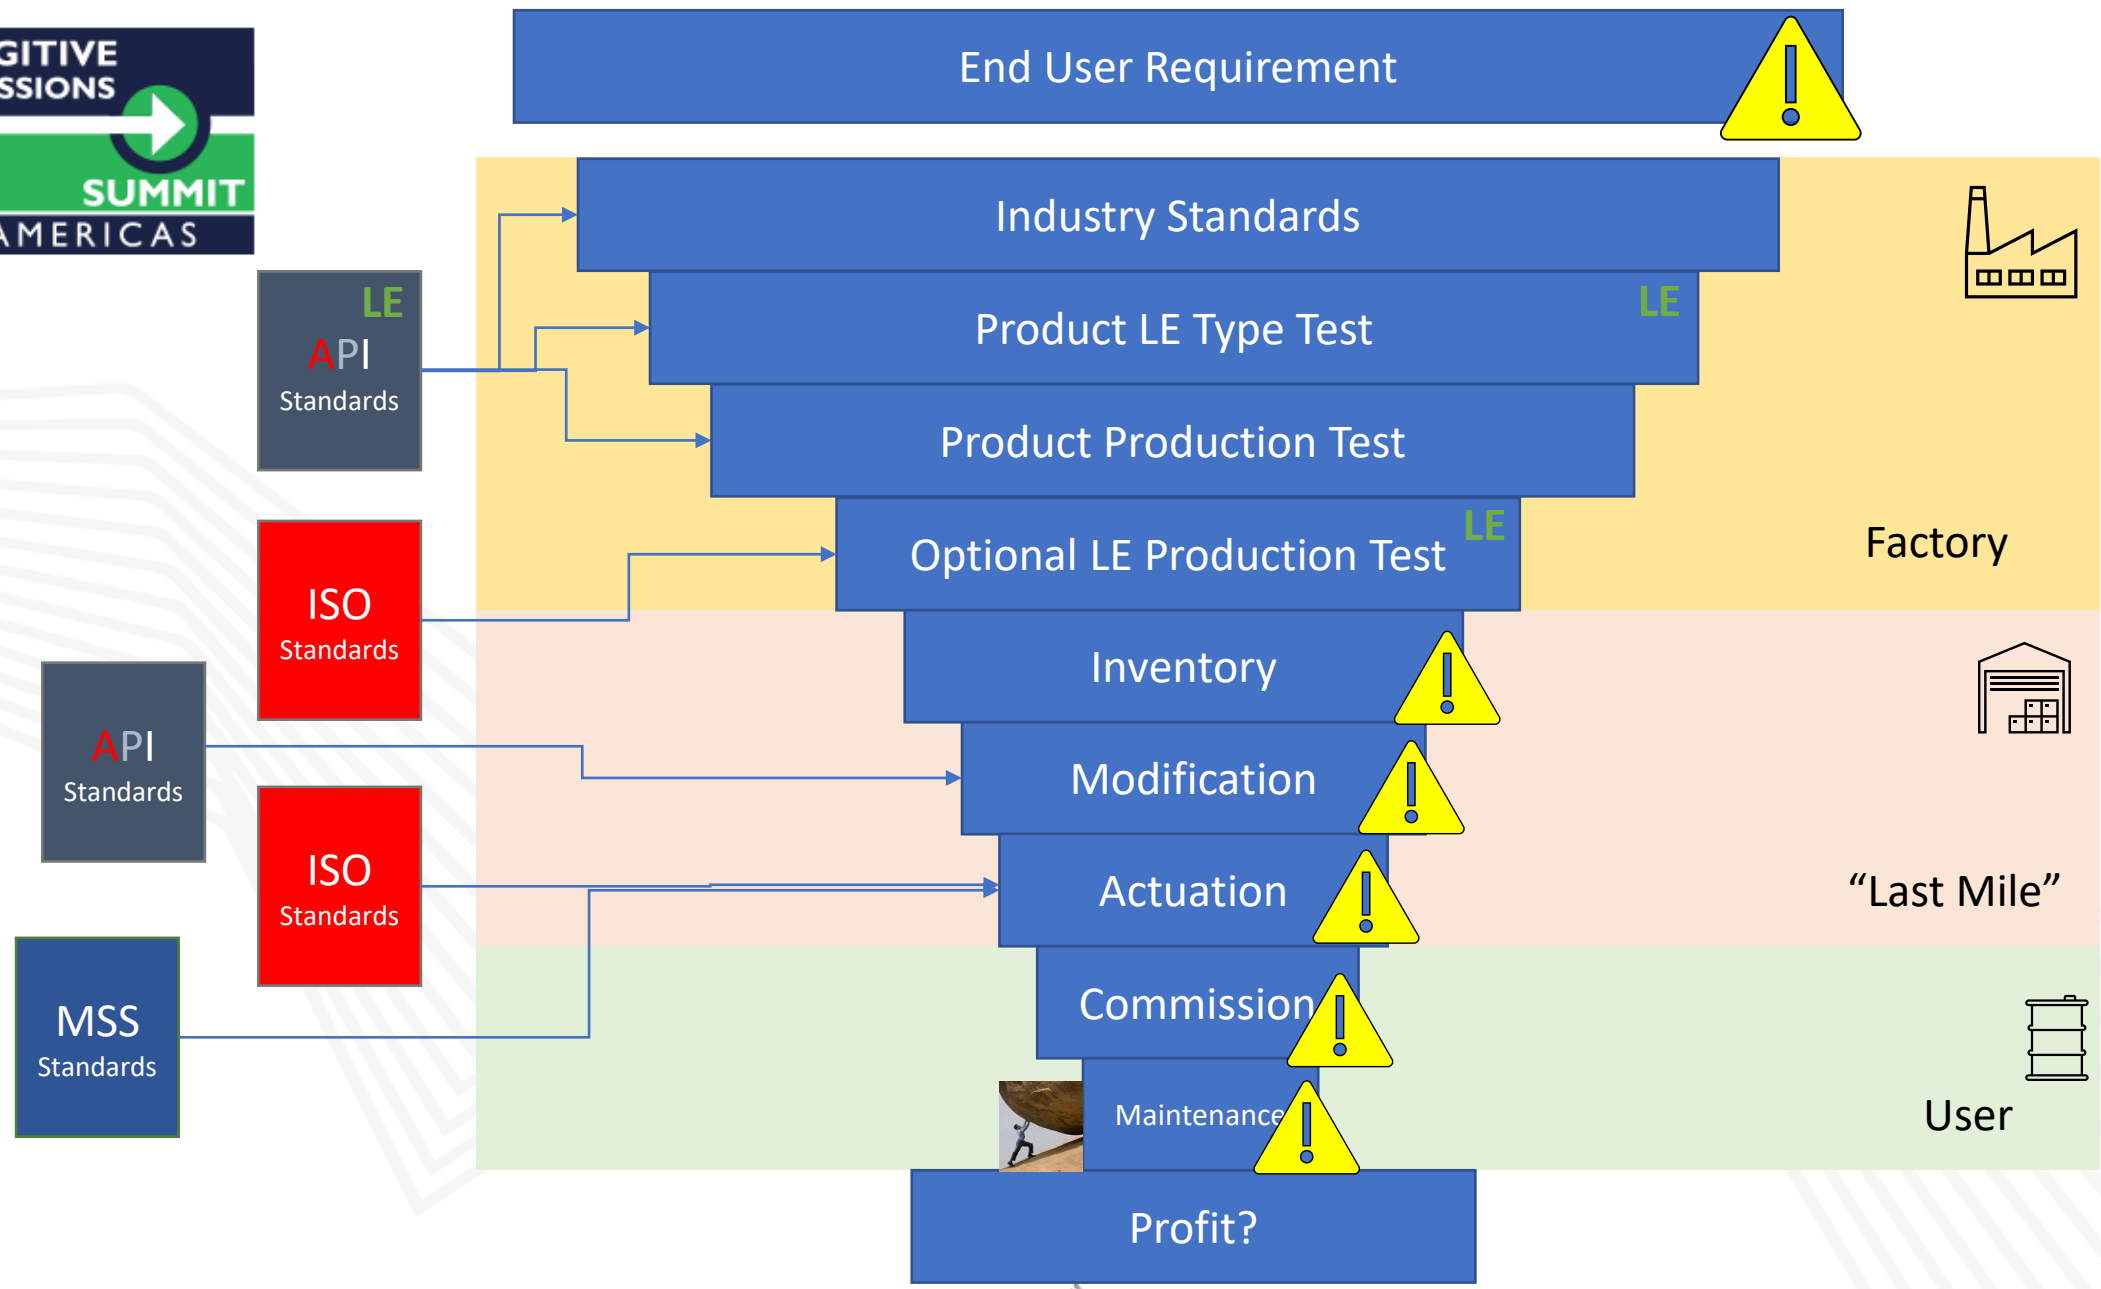 GITIVE
SSIONS
SUMMIT
AMERICAS
End User Requirement
Industry Standards
LE
Product LE Type Test
LE
API
Standards
Product Production Test
LE
Optional LE Production Test
Factory
ISO
Standards
Inventory
API
Standards
Modification
ISO
Standards
Actuation
“Last Mile”
MSS
Standards
Commission
Maintenance
User
Profit?